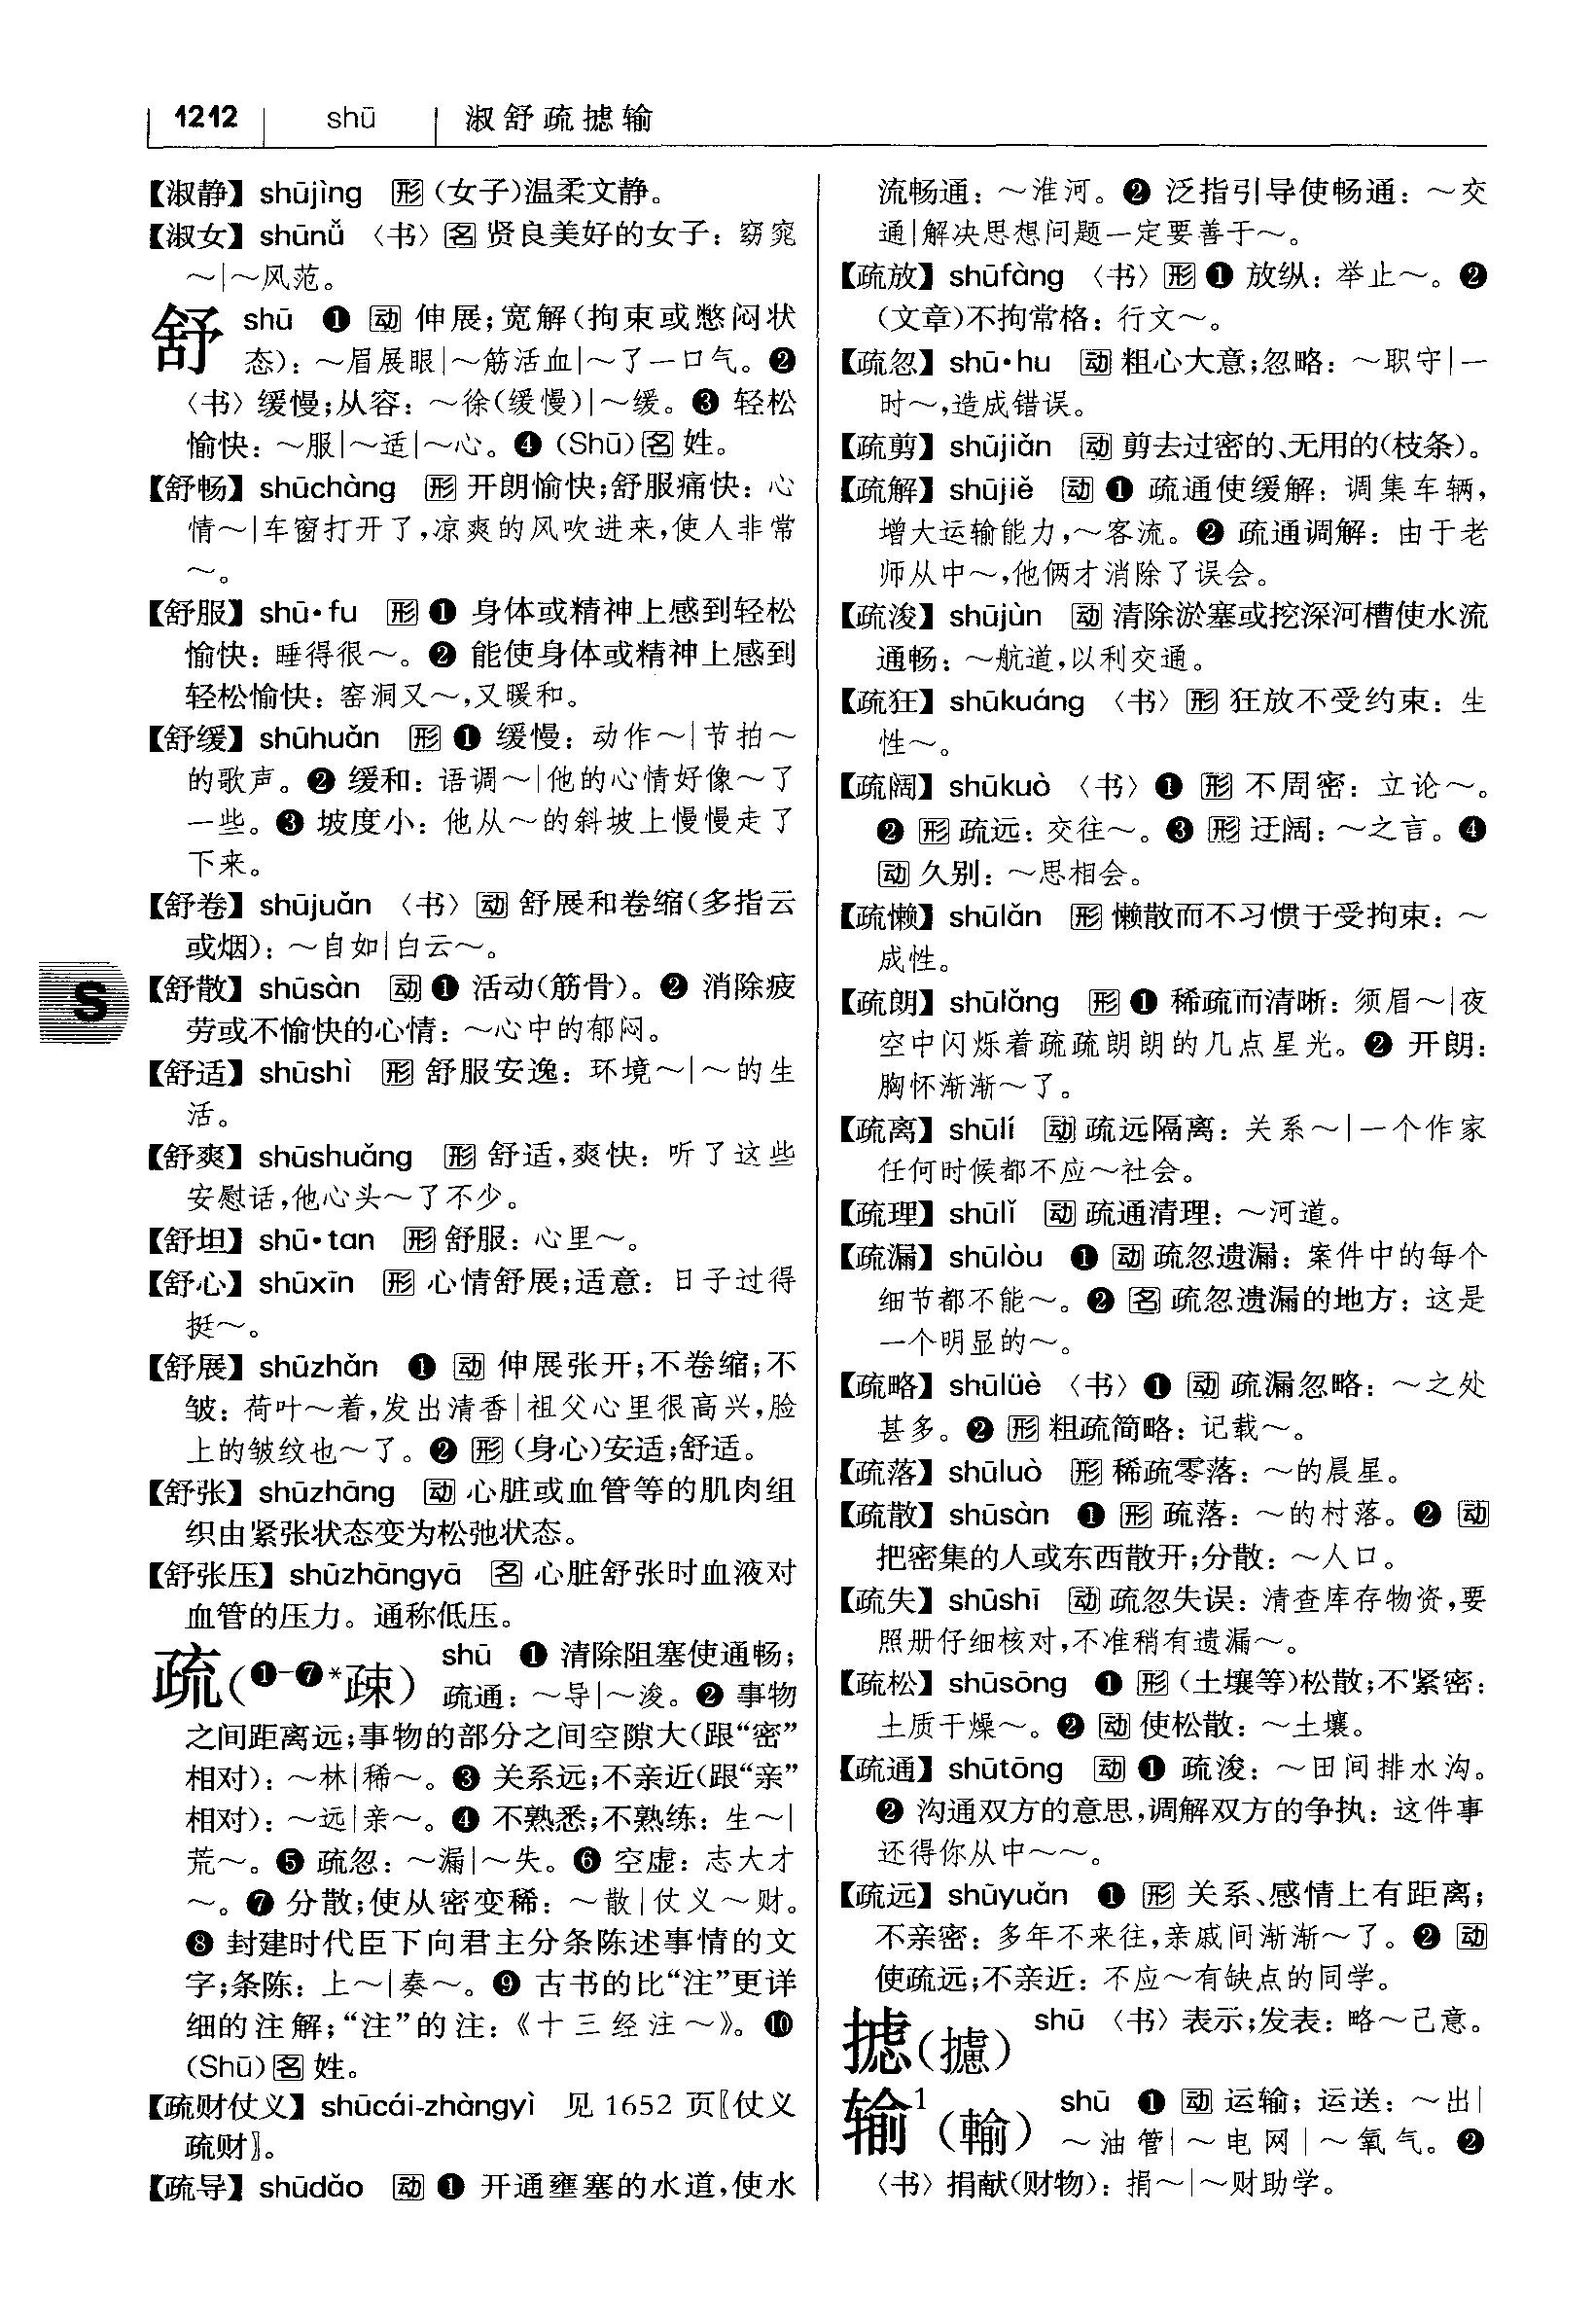 1212 shū 淑舒疏摅输
【淑静】shūjìng 形(女子)温柔文静。
【淑女】shūnǚ 〈书〉名 贤良美好的女子：窈窕
～|～风范。
舒 shū ❶ 动 伸展;宽解(拘束或憋闷状
态)：～眉展眼|～筋活血|～了一口气。❷
〈书〉缓慢;从容：～徐(缓慢)|～缓。❸ 轻松
愉快：～服|～适|～心。❹ (Shū)名 姓。
【舒畅】shūchàng 形 开朗愉快;舒服痛快：心
情～|车窗打开了,凉爽的风吹进来,使人非常
～。
【舒服】shū·fu 形 ❶ 身体或精神上感到轻松
愉快：睡得很～。❷ 能使身体或精神上感到
轻松愉快：窑洞又～,又暖和。
【舒缓】shūhuǎn 形 ❶ 缓慢：动作～|节拍～
的歌声。❷ 缓和：语调～|他的心情好像～了
一些。❸ 坡度小：他从～的斜坡上慢慢走了
下来。
【舒卷】shūjuǎn 〈书〉动 舒展和卷缩(多指云
或烟)：～自如|白云～。
S
【舒散】shūsàn 动 ❶ 活动(筋骨)。❷ 消除疲
劳或不愉快的心情：～心中的郁闷。
【舒适】shūshì 形 舒服安逸：环境～|～的生
活。
【舒爽】shūshuǎng 形 舒适,爽快：听了这些
安慰话,他心头～了不少。
【舒坦】shū·tan 形 舒服：心里～。
【舒心】shūxīn 形 心情舒展;适意：日子过得
挺～。
【舒展】shūzhǎn ❶ 动 伸展张开;不卷缩;不
皱：荷叶～着,发出清香|祖父心里很高兴,脸
上的皱纹也～了。❷ 形 (身心)安适;舒适。
【舒张】shūzhāng 动 心脏或血管等的肌肉组
织由紧张状态变为松弛状态。
【舒张压】shūzhāngyā 名 心脏舒张时血液对
血管的压力。通称低压。
疏(❶-❼*疎) shū ❶ 清除阻塞使通畅;
疏通：～导|～浚。❷ 事物
之间距离远;事物的部分之间空隙大(跟“密”
相对)：～林|稀～。❸ 关系远;不亲近(跟“亲”
相对)：～远|亲～。❹ 不熟悉;不熟练：生～|
荒～。❺ 疏忽：～漏|～失。❻ 空虚：志大才
～。❼ 分散;使从密变稀：～散|仗义～财。
❽ 封建时代臣下向君主分条陈述事情的文
字;条陈：上～|奏～。❾ 古书的比“注”更详
细的注解;“注”的注：《十三经注～》。❿
(Shū)名 姓。
【疏财仗义】shūcái-zhàngyì 见 1652 页〖仗义
疏财〗。
【疏导】shūdǎo 动 ❶ 开通壅塞的水道,使水
流畅通：～淮河。❷ 泛指引导使畅通：～交
通|解决思想问题一定要善于～。
【疏放】shūfàng 〈书〉形 ❶ 放纵：举止～。❷
(文章)不拘常格：行文～。
【疏忽】shū·hu 动 粗心大意;忽略：～职守|一
时～,造成错误。
【疏剪】shūjiǎn 动 剪去过密的、无用的(枝条)。
【疏解】shūjiě 动 ❶ 疏通使缓解：调集车辆,
增大运输能力,～客流。❷ 疏通调解：由于老
师从中～,他俩才消除了误会。
【疏浚】shūjùn 动 清除淤塞或挖深河槽使水流
通畅：～航道,以利交通。
【疏狂】shūkuáng 〈书〉形 狂放不受约束：生
性～。
【疏阔】shūkuò 〈书〉❶ 形 不周密：立论～。
❷ 形 疏远：交往～。❸ 形 迂阔：～之言。❹
动 久别：～思相会。
【疏懒】shūlǎn 形 懒散而不习惯于受拘束：～
成性。
【疏朗】shūlǎng 形 ❶ 稀疏而清晰：须眉～|夜
空中闪烁着疏疏朗朗的几点星光。❷ 开朗：
胸怀渐渐～了。
【疏离】shūlí 动 疏远隔离：关系～|一个作家
任何时候都不应～社会。
【疏理】shūlǐ 动 疏通清理：～河道。
【疏漏】shūlòu ❶ 动 疏忽遗漏：案件中的每个
细节都不能～。❷ 名 疏忽遗漏的地方：这是
一个明显的～。
【疏略】shūlüè 〈书〉❶ 动 疏漏忽略：～之处
甚多。❷ 形 粗疏简略：记载～。
【疏落】shūluò 形 稀疏零落：～的晨星。
【疏散】shūsàn ❶ 形 疏落：～的村落。❷ 动
把密集的人或东西散开;分散：～人口。
【疏失】shūshī 动 疏忽失误：清查库存物资,要
照册仔细核对,不准稍有遗漏～。
【疏松】shūsōng ❶ 形 (土壤等)松散;不紧密：
土质干燥～。❷ 动 使松散：～土壤。
【疏通】shūtōng 动 ❶ 疏浚：～田间排水沟。
❷ 沟通双方的意思,调解双方的争执：这件事
还得你从中～～。
【疏远】shūyuǎn ❶ 形 关系、感情上有距离;
不亲密：多年不来往,亲戚间渐渐～了。❷ 动
使疏远;不亲近：不应～有缺点的同学。
摅(攄) shū 〈书〉表示;发表：略～己意。
输¹(輸) shū ❶ 动 运输；运送：～出|
～油管|～电网|～氧气。❷
〈书〉捐献(财物)：捐～|～财助学。